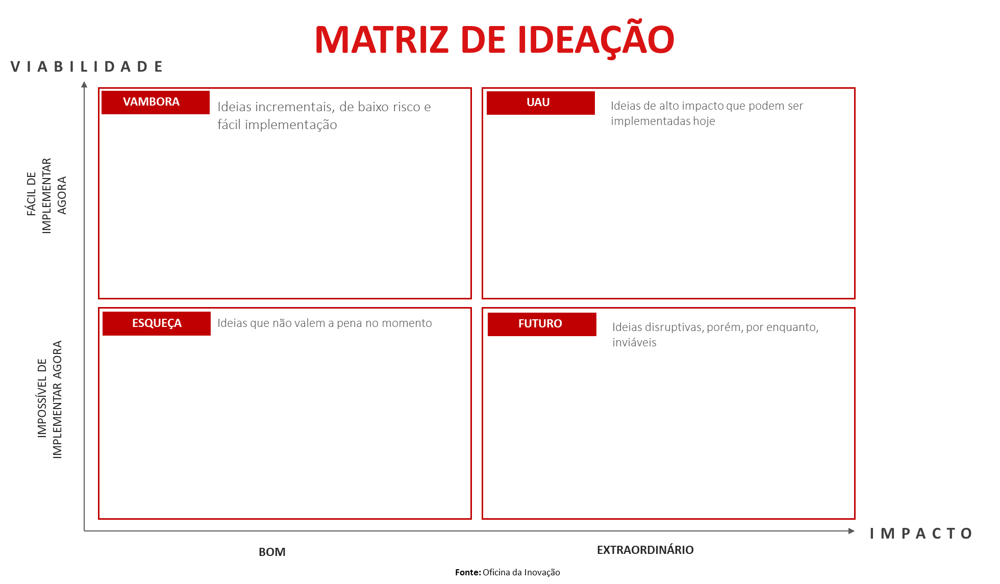 MATRIZ DE IDEAÇÃO
VIABILIDADE
VAMBORA
Ideias incrementais, de baixo risco e
fácil implementação
UAU
Ideias de alto impacto que podem ser
implementadas hoje
FÁCIL DE
IMPLEMENTAR
AGORA
ESQUEÇA
Ideias que não valem a pena no momento
FUTURO
Ideias disruptivas, porém, por enquanto,
inviáveis
IMPOSSÍVEL DE
IMPLEMENTAR AGORA
IMPACTO
BOM
EXTRAORDINÁRIO
Fonte: Oficina da Inovação